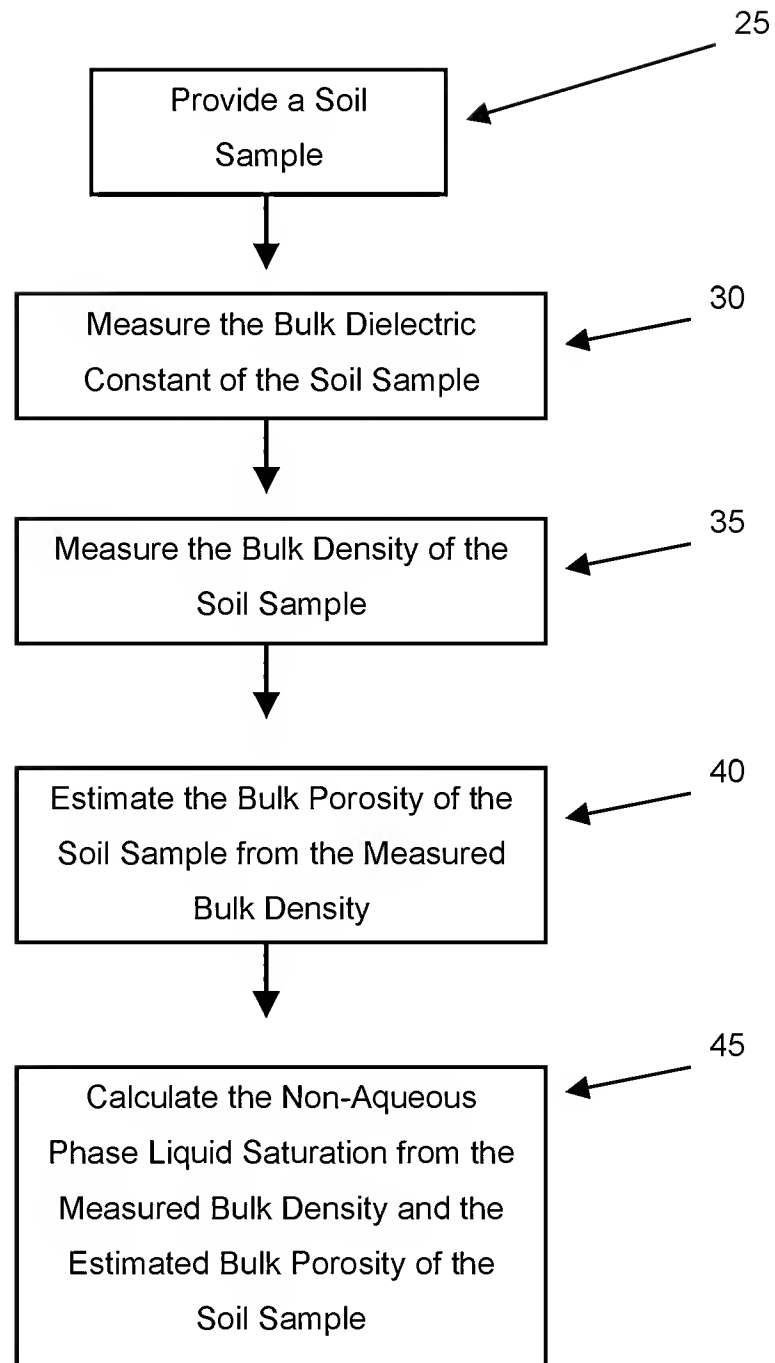 25
Provide a Soil
Sample
30
Measure the Bulk Dielectric
Constant of the Soil Sample
35
Measure the Bulk Density of the
Soil Sample
40
Estimate the Bulk Porosity of the
Soil Sample from the Measured
Bulk Density
45
Calculate the Non-Aqueous
Phase Liquid Saturation from the
Measured Bulk Density and the
Estimated Bulk Porosity of the
Soil Sample